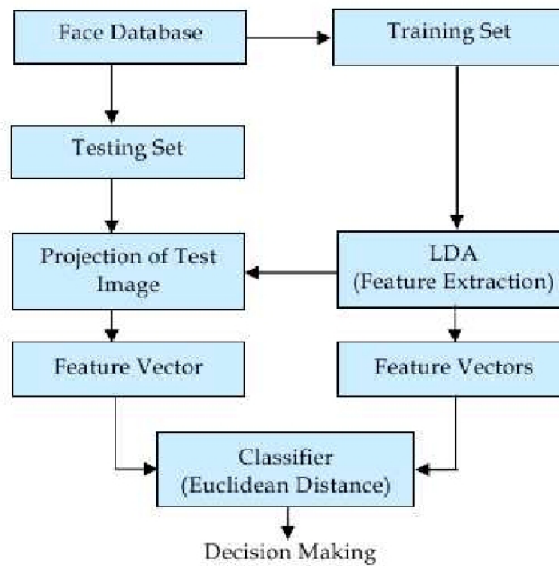 Face Database
Training Set
Testing Set
Projection of Test
Image
LDA
(Feature Extraction)
Feature Vector
Feature Vectors
Classifier
(Euclidean Distance)
Decision Making